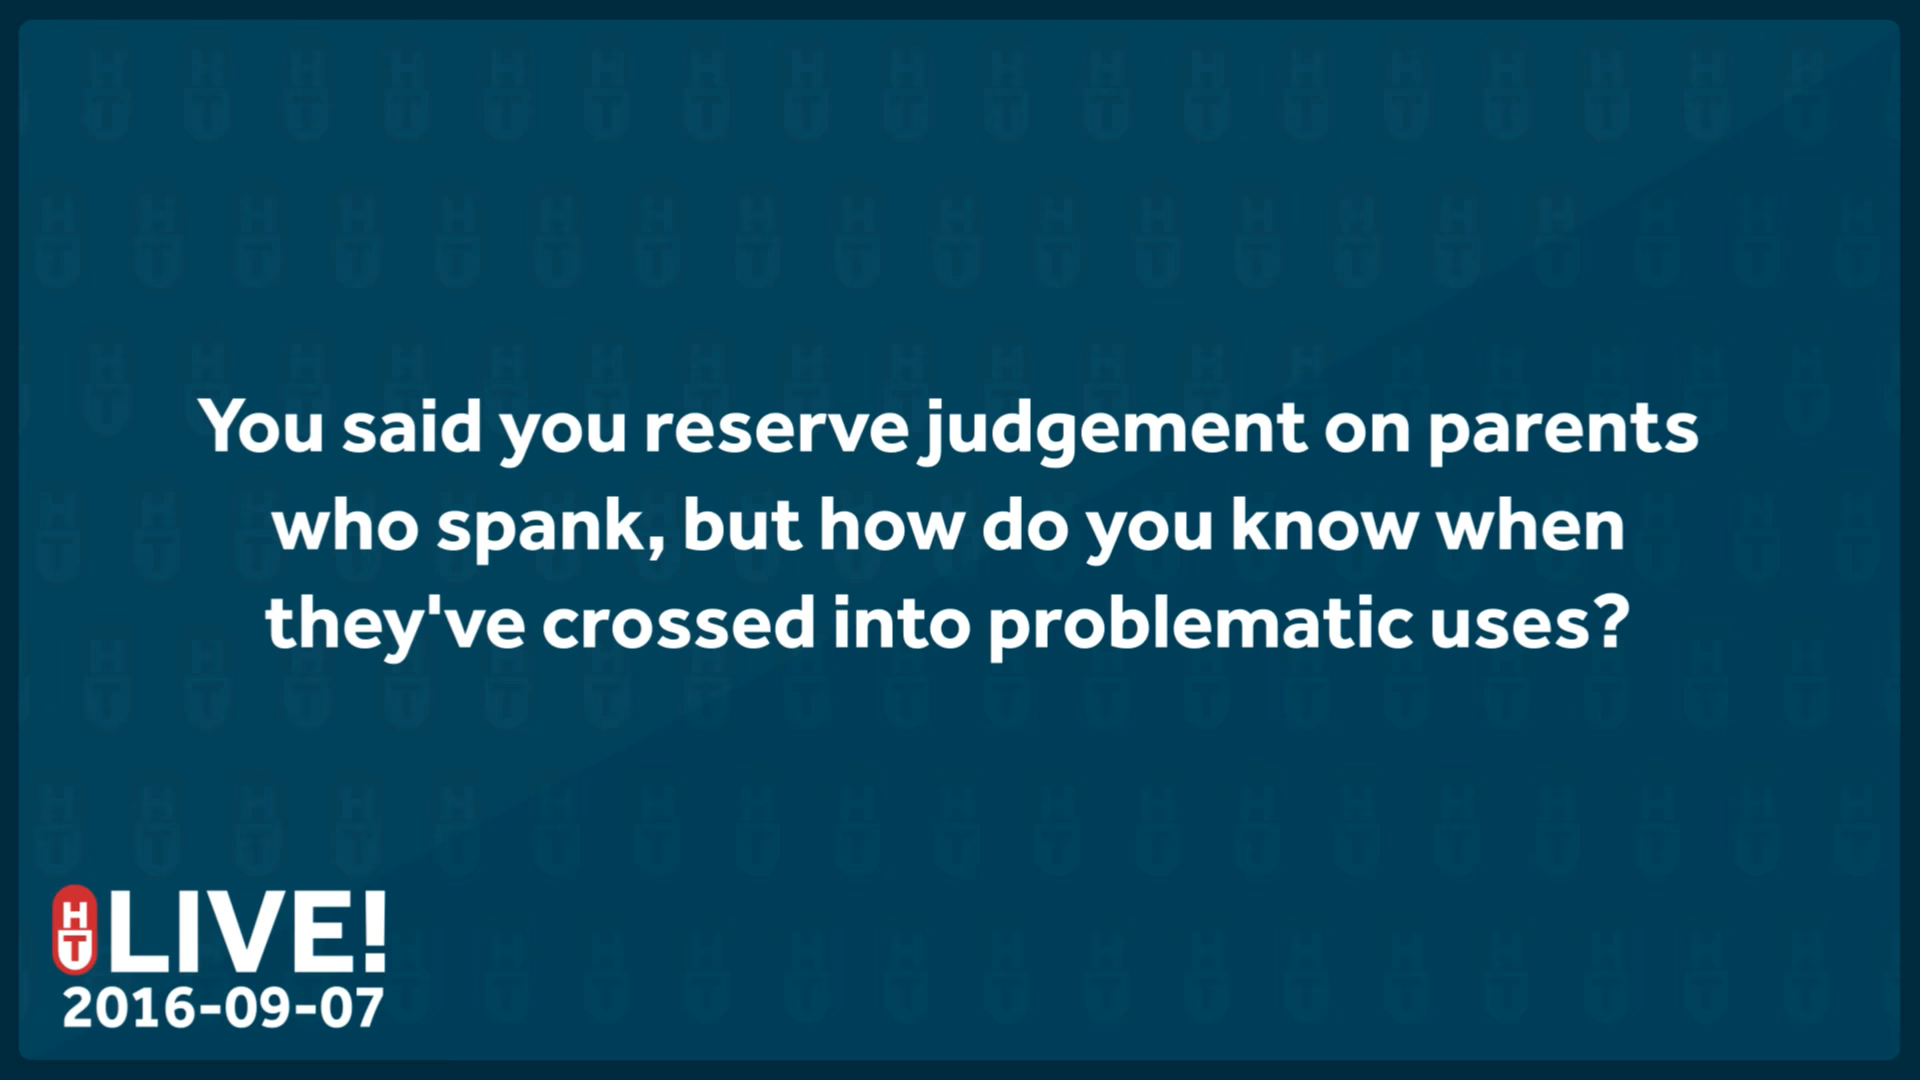 You said you reserve judgement on parents
who spank, but how do you know when
they've crossed into problematic uses?
HT LIVE!
2016-09-07